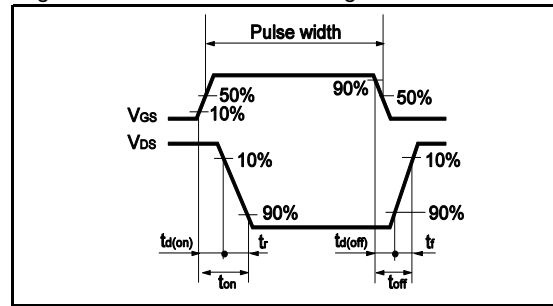 Pulse width
90%
50%
50%
VGS
10%
VDS
10%
10%
90%
90%
td(on)
tr
td(off)
tf
ton
toff